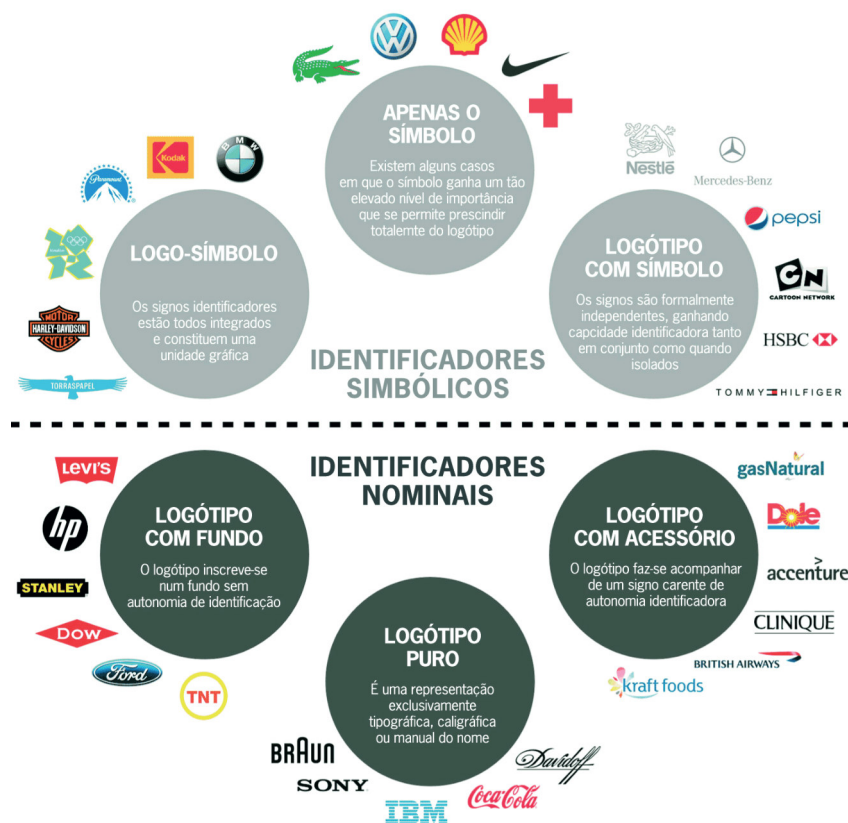 APENAS O
SÍMBOLO
Existem alguns casos
em que o símbolo ganha um tão
elevado nível de importância
que se permite prescindir
totalemte do logótipo
Kodak
BMW
Paramount
LOGO-SÍMBOLO
Os signos identificadores
estão todos integrados
e constituem uma
unidade gráfica
MOTOR
HARLEY-DAVIDSON
CYCLES
TORRASPAPEL
Nestlé
Mercedes-Benz
pepsi
CN
CARTOON NETWORK
HSBC
TOMMY HILFIGER
LOGÓTIPO
COM SÍMBOLO
Os signos são formalmente
independentes, ganhando
capcidade identificadora tanto
em conjunto como quando
isolados
IDENTIFICADORES
SIMBÓLICOS
IDENTIFICADORES
NOMINAIS
LEVI'S
hp
STANLEY
DOW
Ford
TNT
LOGÓTIPO
COM FUNDO
O logótipo inscreve-se
num fundo sem
autonomia de identificação
LOGÓTIPO
COM ACESSÓRIO
O logótipo faz-se acompanhar
de um signo carente de
autonomia identificadora
gasNatural
Dole
accenture
CLINIQUE
BRITISH AIRWAYS
kraft foods
LOGÓTIPO
PURO
É uma representação
exclusivamente
tipográfica, caligráfica
ou manual do nome
BRAUN
SONY
IBM
Coca-Cola
Davidoff